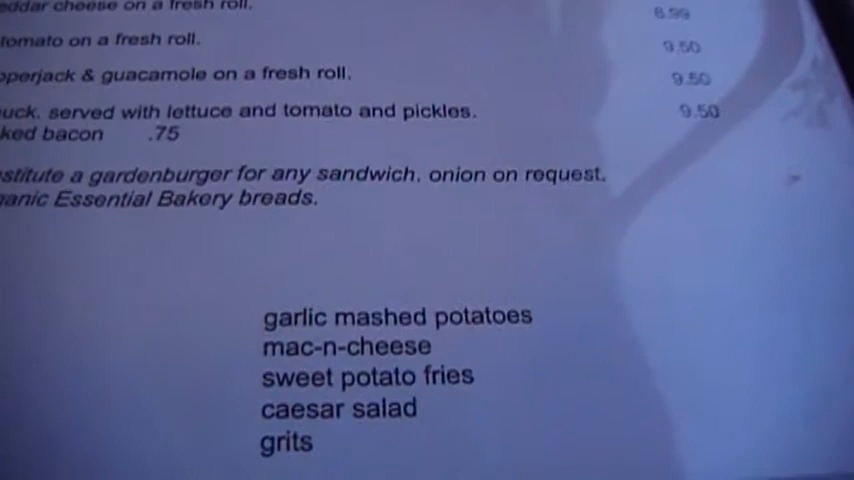 cheese on a fresh roll. 6.99
tomato on a fresh roll. 9.50
& guacamole on a fresh roll. 9.50
served with lettuce and tomato and pickles. 9.50
bacon .75
a gardenburger for any sandwich. onion on request.
Essential Bakery breads.
garlic mashed potatoes
mac-n-cheese
sweet potato fries
caesar salad
grits